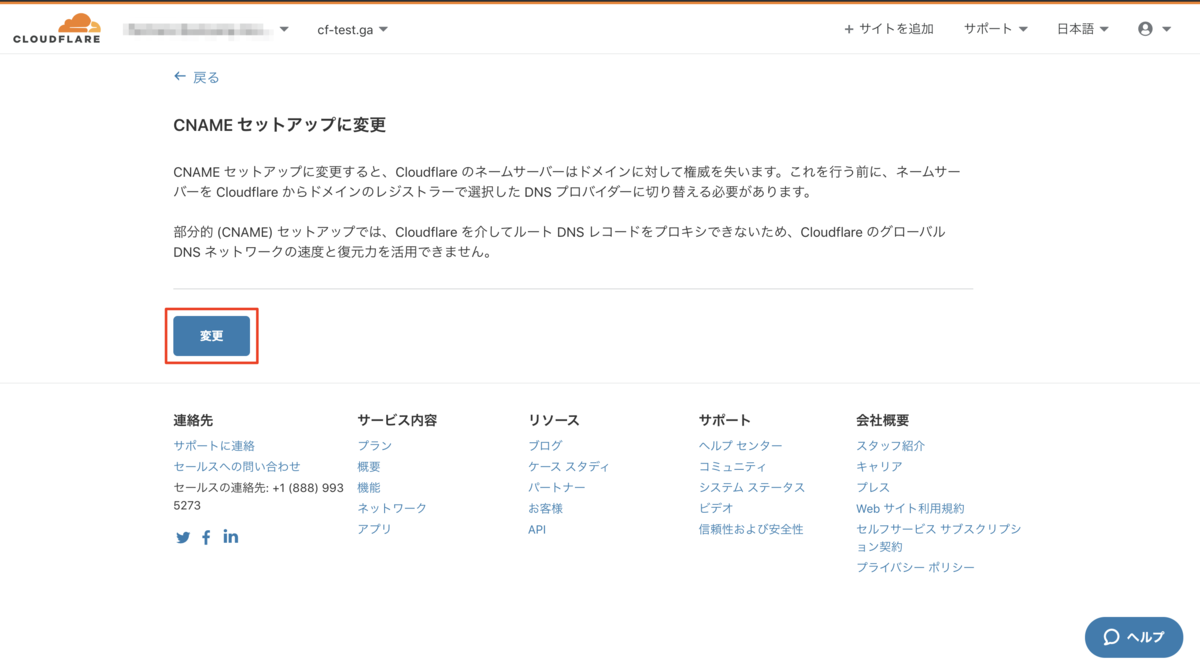 CLOUDFLARE
cf-test.ga
+ サイトを追加
サポート
日本語
← 戻る
CNAME セットアップに変更
CNAME セットアップに変更すると、Cloudflare のネームサーバーはドメインに対して権威を失います。これを行う前に、ネームサー
バーを Cloudflare からドメインのレジストラーで選択した DNS プロバイダーに切り替える必要があります。
部分的 (CNAME) セットアップでは、Cloudflare を介してルート DNS レコードをプロキシできないため、Cloudflare のグローバル
DNS ネットワークの速度と復元力を活用できません。
変更
連絡先
サポートに連絡
セールスへの問い合わせ
セールスの連絡先: +1 (888) 993
5273
サービス内容
プラン
概要
機能
ネットワーク
アプリ
リソース
ブログ
ケース スタディ
パートナー
お客様
API
サポート
ヘルプ センター
コミュニティ
システム ステータス
ビデオ
信頼性および安全性
会社概要
スタッフ紹介
キャリア
プレス
Web サイト利用規約
セルフサービス サブスクリプシ
ョン契約
プライバシー ポリシー
ヘルプ